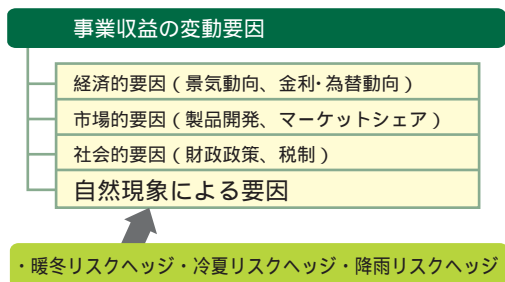 事業収益の変動要因
経済的要因（景気動向、金利・為替動向）
市場的要因（製品開発、マーケットシェア）
社会的要因（財政政策、税制）
自然現象による要因
・暖冬リスクヘッジ・冷夏リスクヘッジ・降雨リスクヘッジ